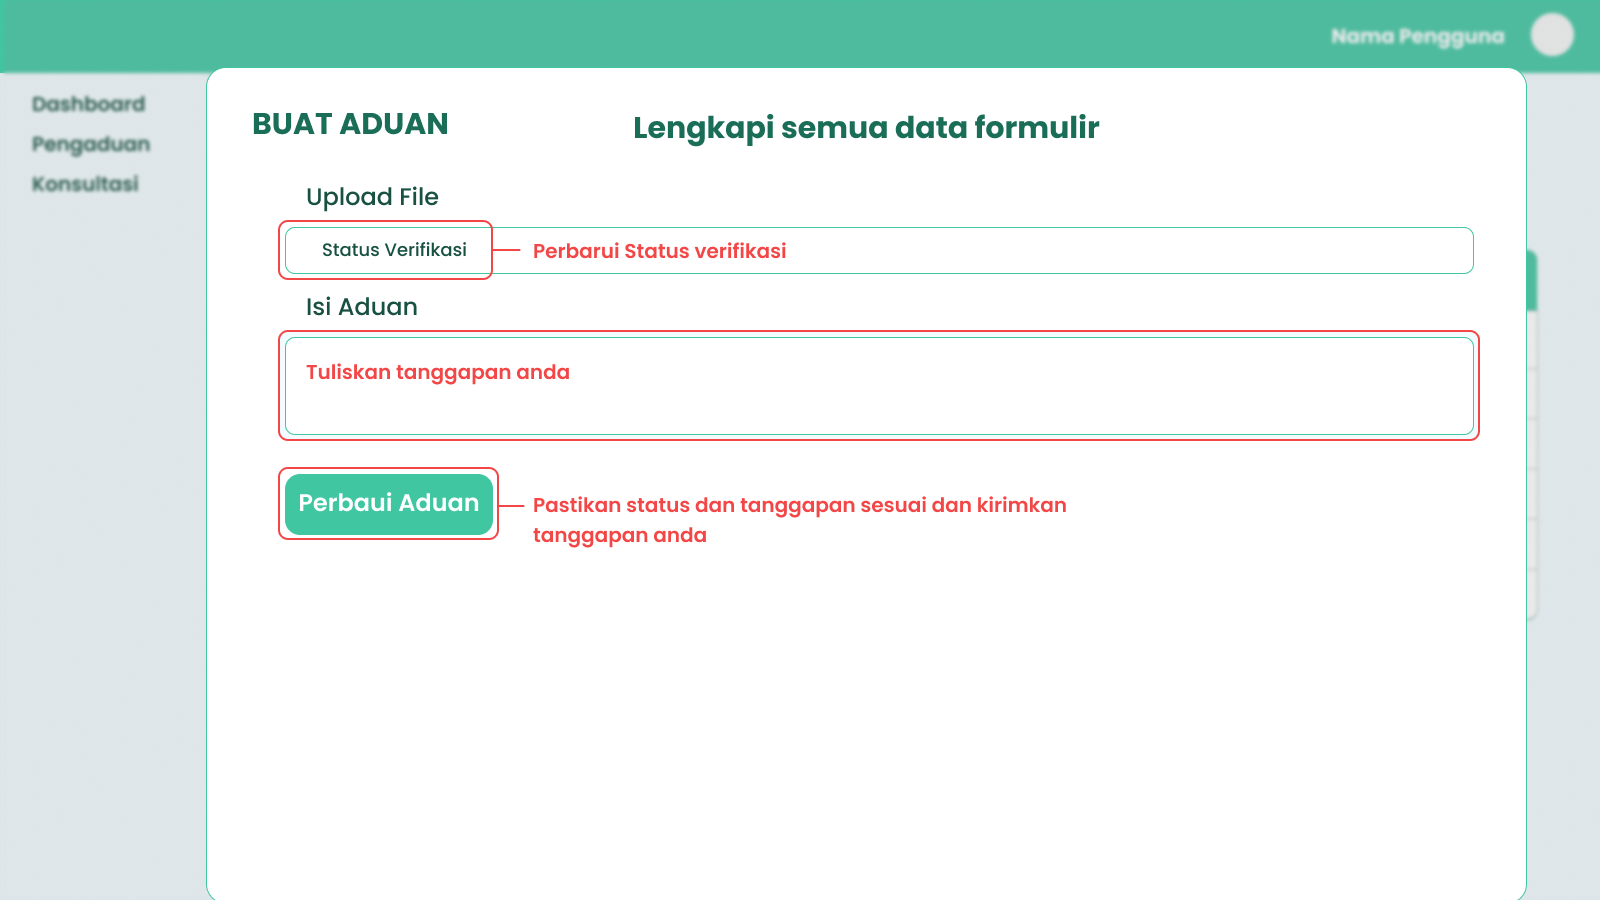 Nama Pengguna
Dashboard
Pengaduan
Konsultasi
BUAT ADUAN
Lengkapi semua data formulir
Upload File
Status Verifikasi
Perbarui Status verifikasi
Isi Aduan
Tuliskan tanggapan anda
Perbaui Aduan
Pastikan status dan tanggapan sesuai dan kirimkan
tanggapan anda